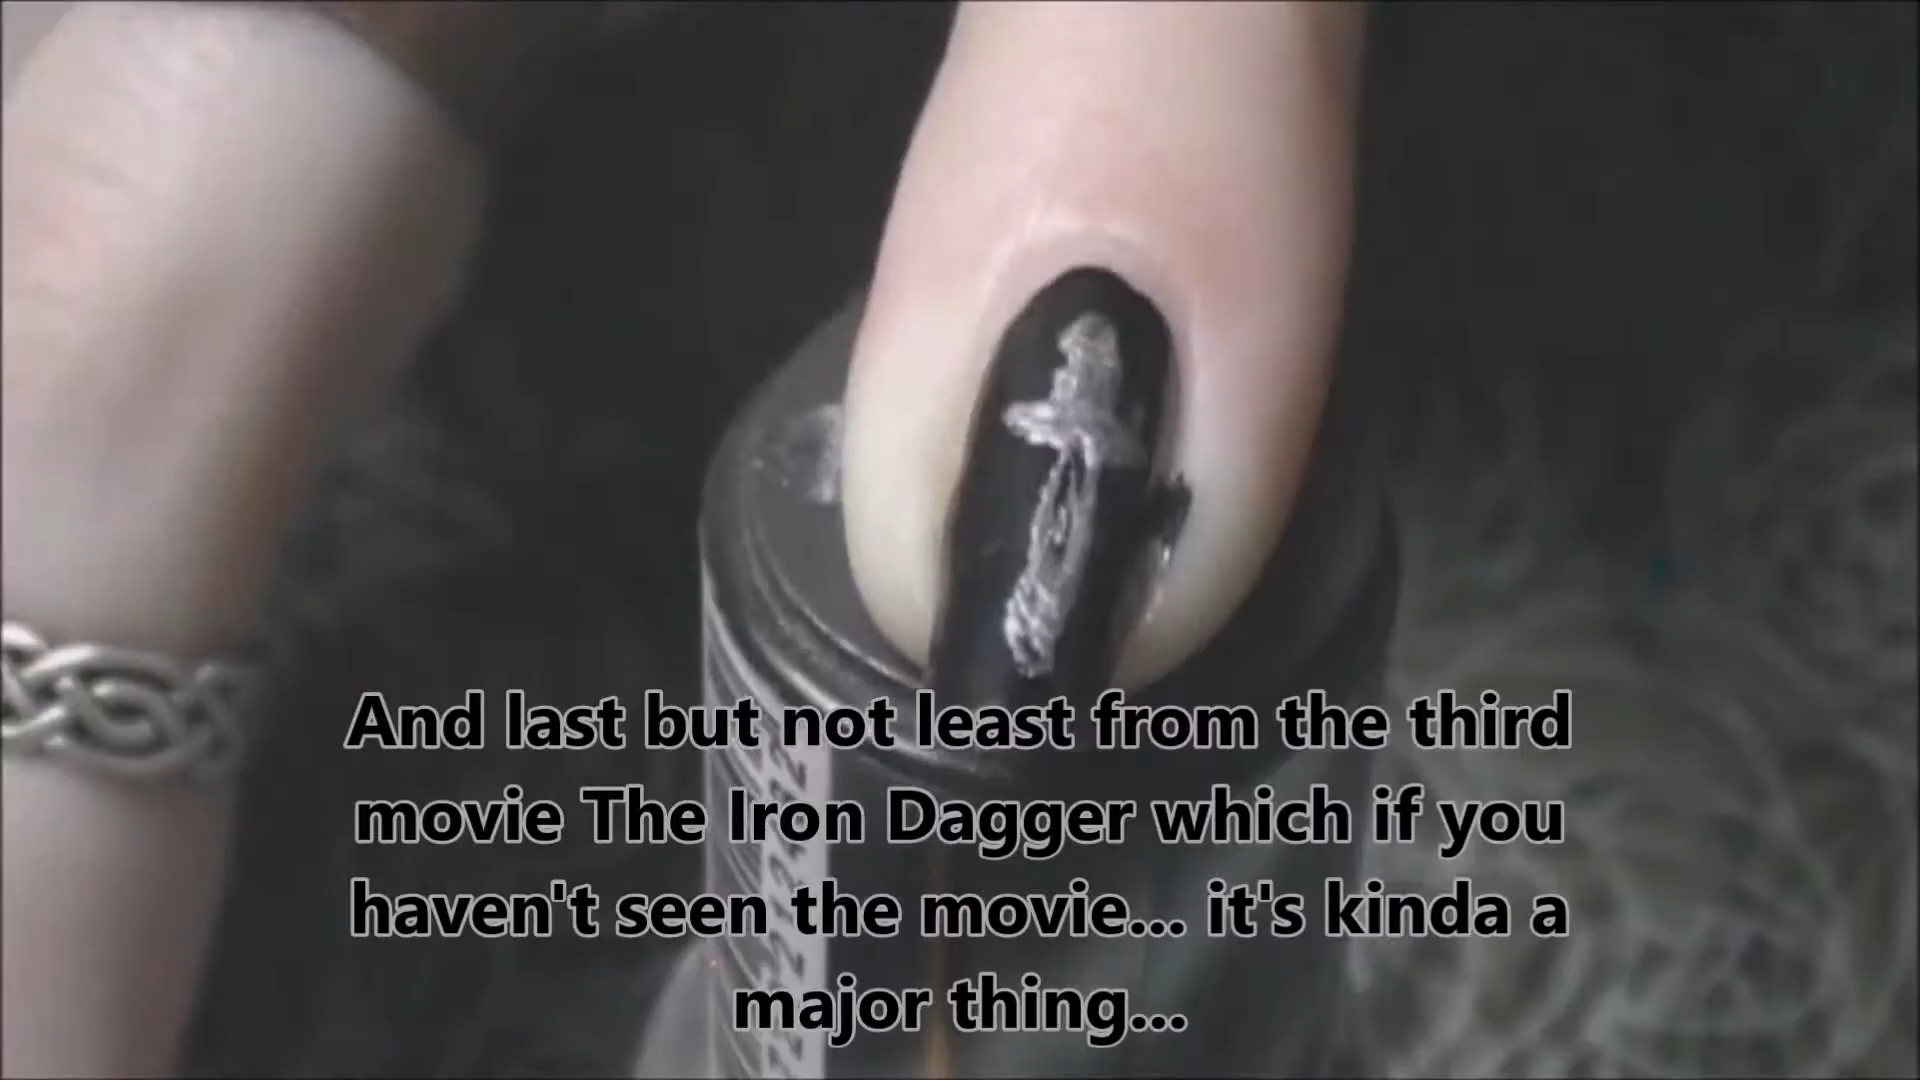 And last but not least from the third
movie The Iron Dagger which if you
haven't seen the movie... it's kinda a
major thing...